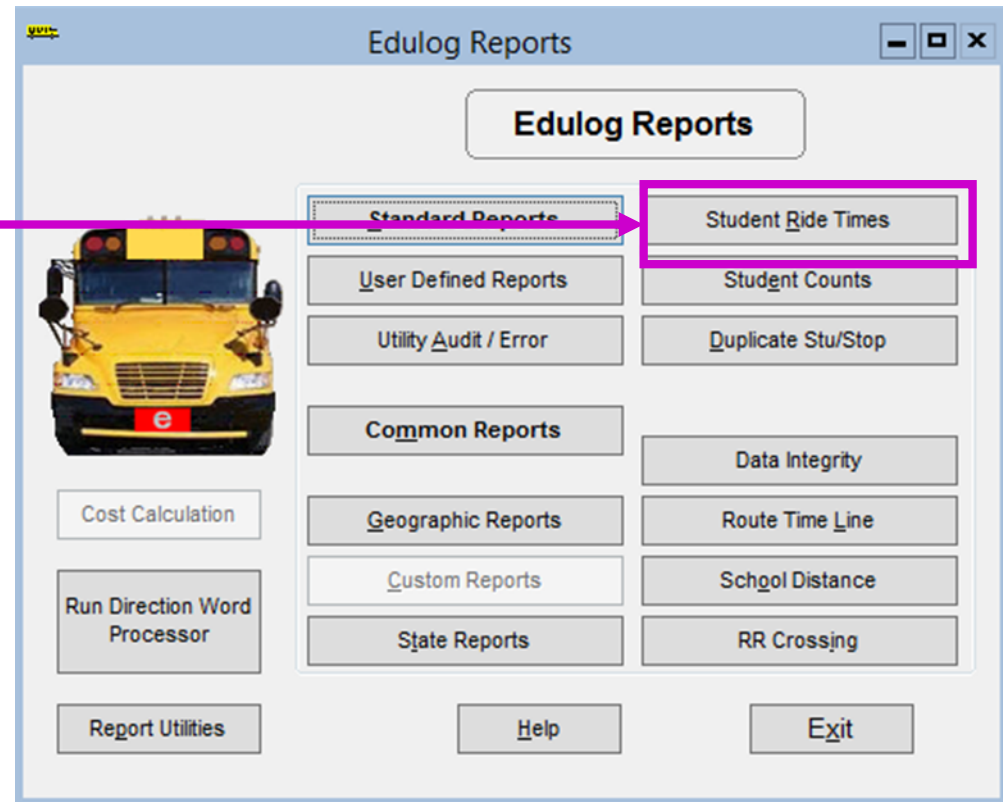 Edulog Reports
Edulog Reports
Standard Reports
Student Ride Times
User Defined Reports
Student Counts
Utility Audit / Error
Duplicate Stu/Stop
Common Reports
Data Integrity
Cost Calculation
Geographic Reports
Route Time Line
Custom Reports
School Distance
Run Direction Word
Processor
State Reports
RR Crossing
Report Utilities
Help
Exit
e